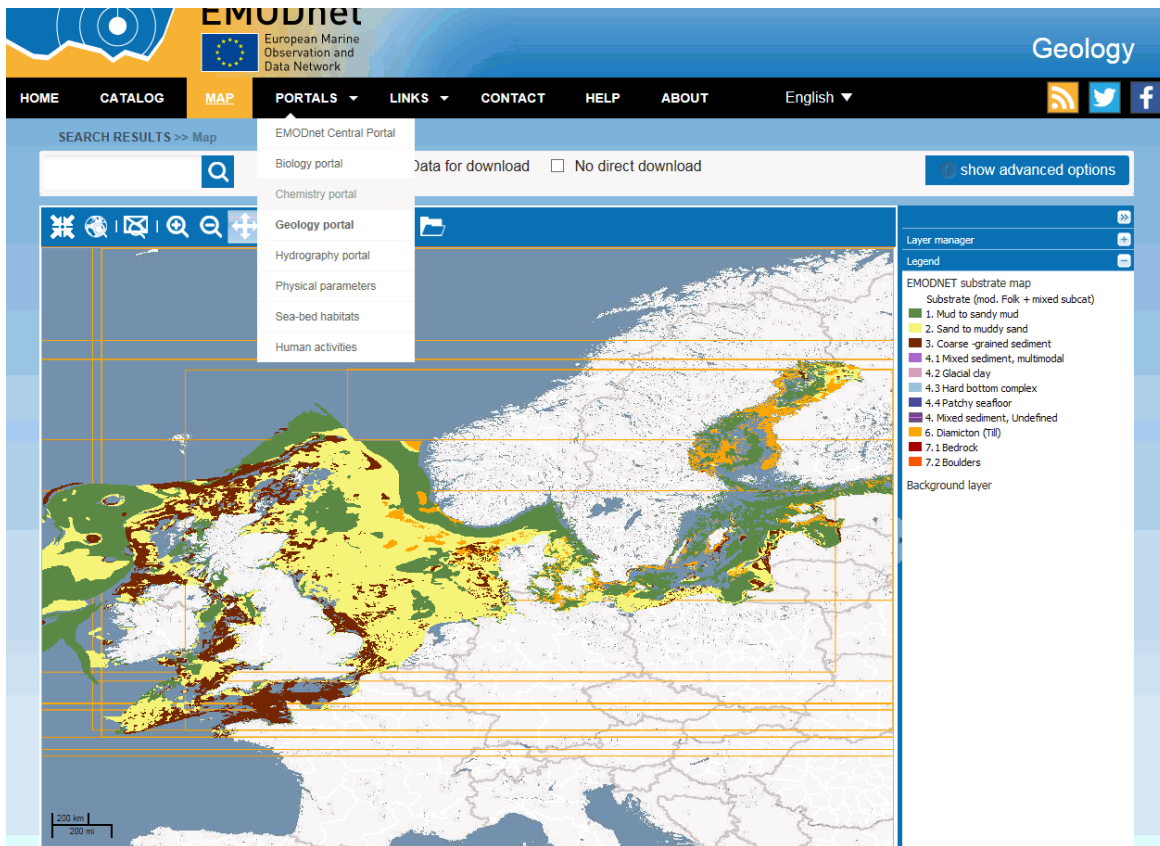 EMODnet
European Marine
Observation and
Data Network
Geology
HOME CATALOG MAP PORTALS LINKS CONTACT HELP ABOUT English
SEARCH RESULTS >> Map
EMODnet Central Portal
Biology portal
Chemistry portal
Geology portal
Hydrography portal
Physical parameters
Sea-bed habitats
Human activities
Data for download No direct download
show advanced options
Layer manager
Legend
EMODNET substrate map
Substrate (mod. Folk + mixed subcat)
1. Mud to sandy mud
2. Sand to muddy sand
3. Coarse -grained sediment
4.1 Mixed sediment, multimodal
4.2 Glacial clay
4.3 Hard bottom complex
4.4 Patchy seafloor
4. Mixed sediment, Undefined
6. Diamicton (Till)
7.1 Bedrock
7.2 Boulders
Background layer
200 km
200 mi